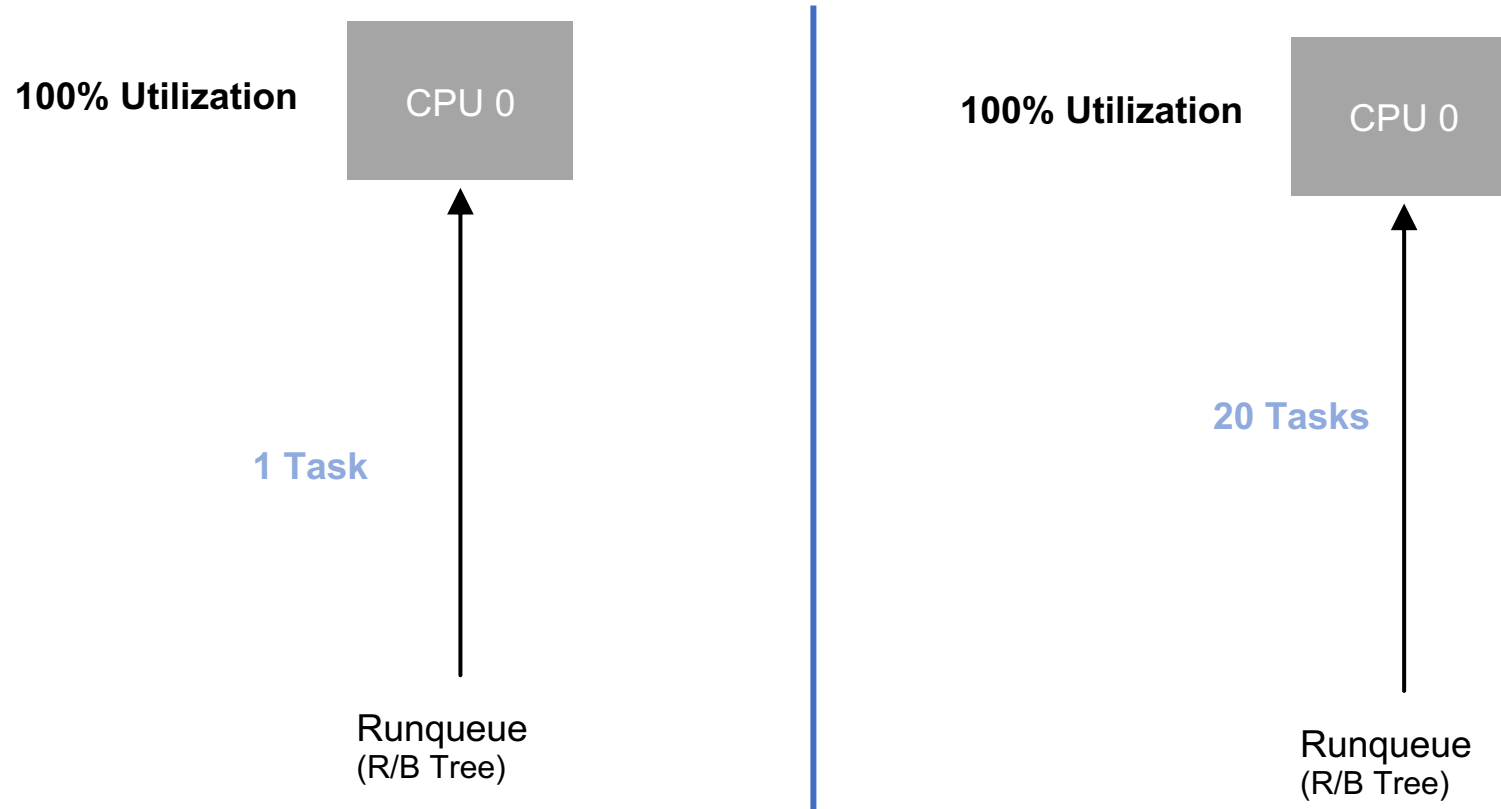 100% Utilization
CPU 0
1 Task
Runqueue
(R/B Tree)
100% Utilization
CPU 0
20 Tasks
Runqueue
(R/B Tree)